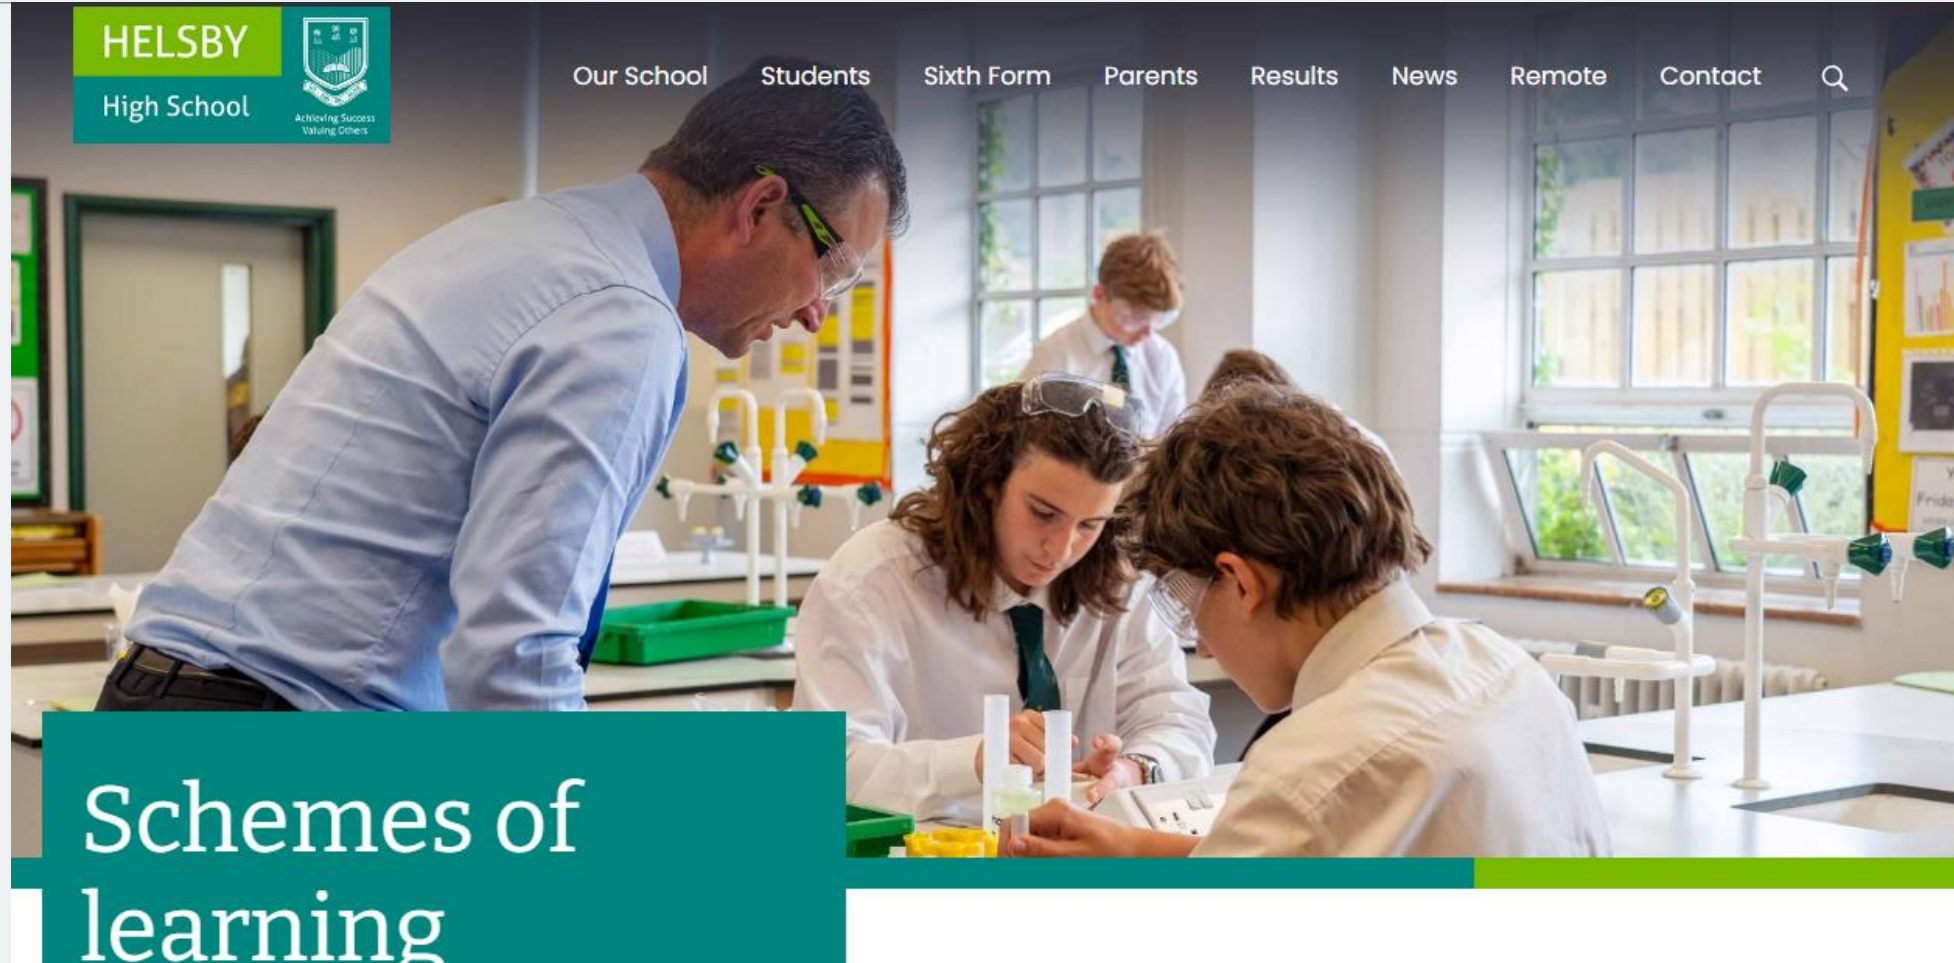 HELSBY
High School
Achieving Success
Valuing Others
Our School Students Sixth Form Parents Results News Remote Contact
Schemes of
learning